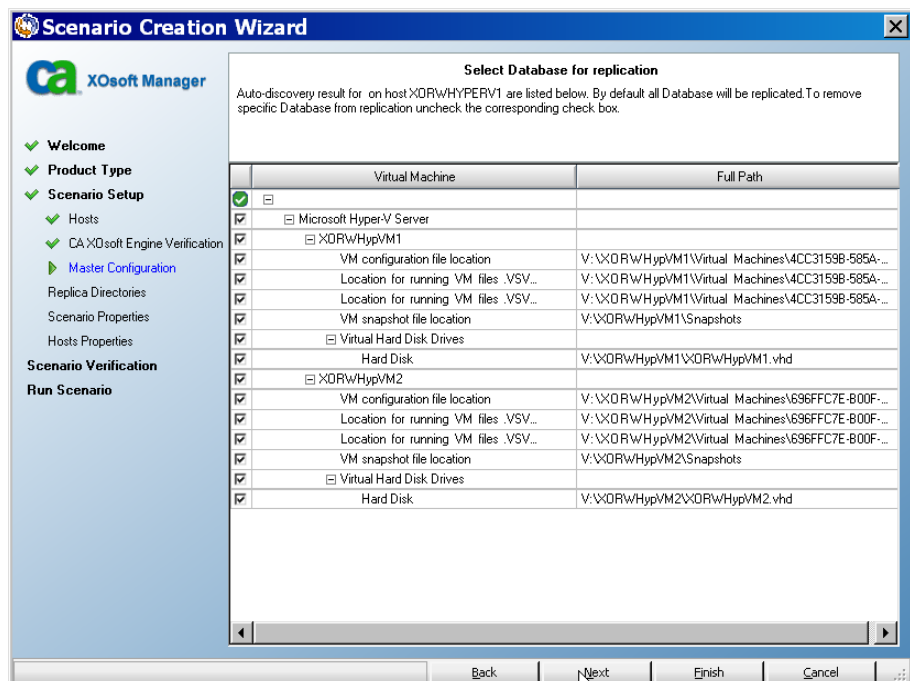 Scenario Creation Wizard
ca XOsoft Manager
Welcome
Product Type
Scenario Setup
Hosts
CA XOsoft Engine Verification
Master Configuration
Replica Directories
Scenario Properties
Hosts Properties
Scenario Verification
Run Scenario
Select Database for replication
Auto-discovery result for on host XORWHYPERV1 are listed below. By default all Database will be replicated.To remove
specific Database from replication uncheck the corresponding check box.
Virtual Machine Full Path
Microsoft Hyper-V Server
XORWHypVM1
VM configuration file location V:\XORWHypVM1\Virtual Machines\4CC3159B-585A-...
Location for running VM files .VSV... V:\XORWHypVM1\Virtual Machines\4CC3159B-585A-...
Location for running VM files .VSV... V:\XORWHypVM1\Virtual Machines\4CC3159B-585A-...
VM snapshot file location V:\XORWHypVM1\Snapshots
Virtual Hard Disk Drives
Hard Disk V:\XORWHypVM1\XORWHypVM1.vhd
XORWHypVM2
VM configuration file location V:\XORWHypVM2\Virtual Machines\696FFC7E-B00F-...
Location for running VM files .VSV... V:\XORWHypVM2\Virtual Machines\696FFC7E-B00F-...
Location for running VM files .VSV... V:\XORWHypVM2\Virtual Machines\696FFC7E-B00F-...
VM snapshot file location V:\XORWHypVM2\Snapshots
Virtual Hard Disk Drives
Hard Disk V:\XORWHypVM2\XORWHypVM2.vhd
Back Next Finish Cancel